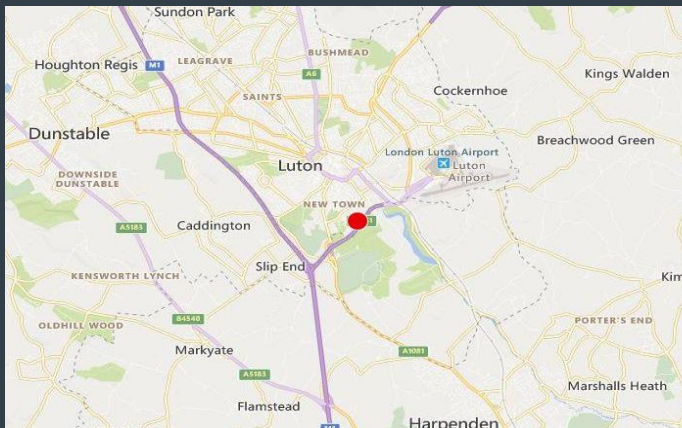 Sundon Park
BUSHMEAD
LEAGRAVE
Houghton Regis
M1
A6
Kings Walden
Cockernhoe
SAINTS
Dunstable
Breachwood Green
London Luton Airport
Luton
Luton
Airport
DOWNSIDE
DUNSTABLE
NEW TOWN
A5183
Caddington
Slip End
KENSWORTH LYNCH
B4540
OLDHILL WOOD
PORTER'S END
Markyate
A1081
A5183
Marshalls Heath
Flamstead
Harpenden